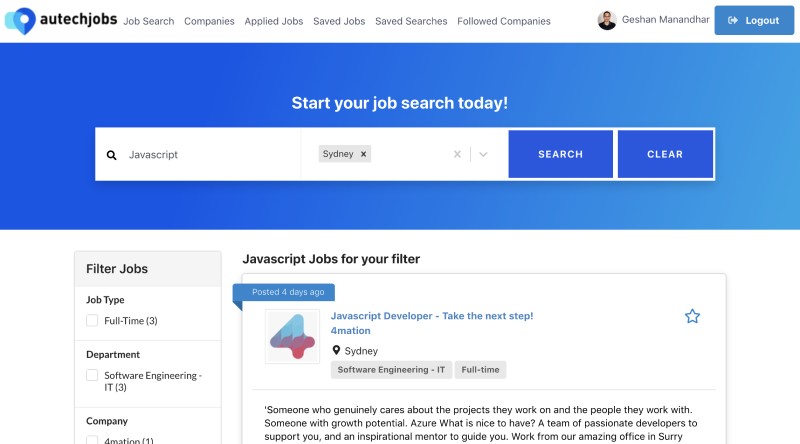 autechjobs Job Search Companies Applied Jobs Saved Jobs Saved Searches Followed Companies Geshan Manandhar Logout
Start your job search today!
Javascript Sydney x SEARCH CLEAR
Filter Jobs
Job Type
Full-Time (3)
Department
Software Engineering -
IT (3)
Company
4mation (1)
Javascript Jobs for your filter
Posted 4 days ago
Javascript Developer - Take the next step!
4mation
Sydney
Software Engineering - IT Full-time
'Someone who genuinely cares about the projects they work on and the people they work with.
Someone with growth potential. Azure What is nice to have? A team of passionate developers to
support you, and an inspirational mentor to guide you. Work from our amazing office in Surry